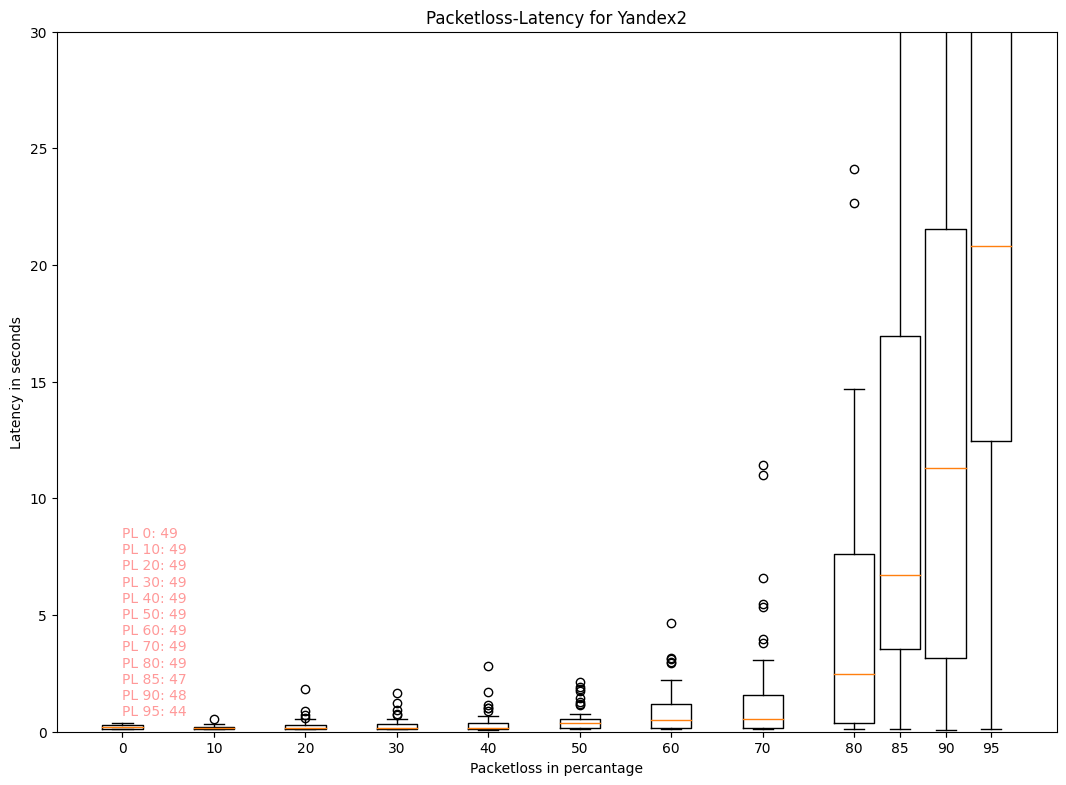 Packetloss-Latency for Yandex2
30
25
20
15
10
5
0
Latency in seconds
PL 0: 49
PL 10: 49
PL 20: 49
PL 30: 49
PL 40: 49
PL 50: 49
PL 60: 49
PL 70: 49
PL 80: 49
PL 85: 47
PL 90: 48
PL 95: 44
0 10 20 30 40 50 60 70 80 85 90 95
Packetloss in percantage